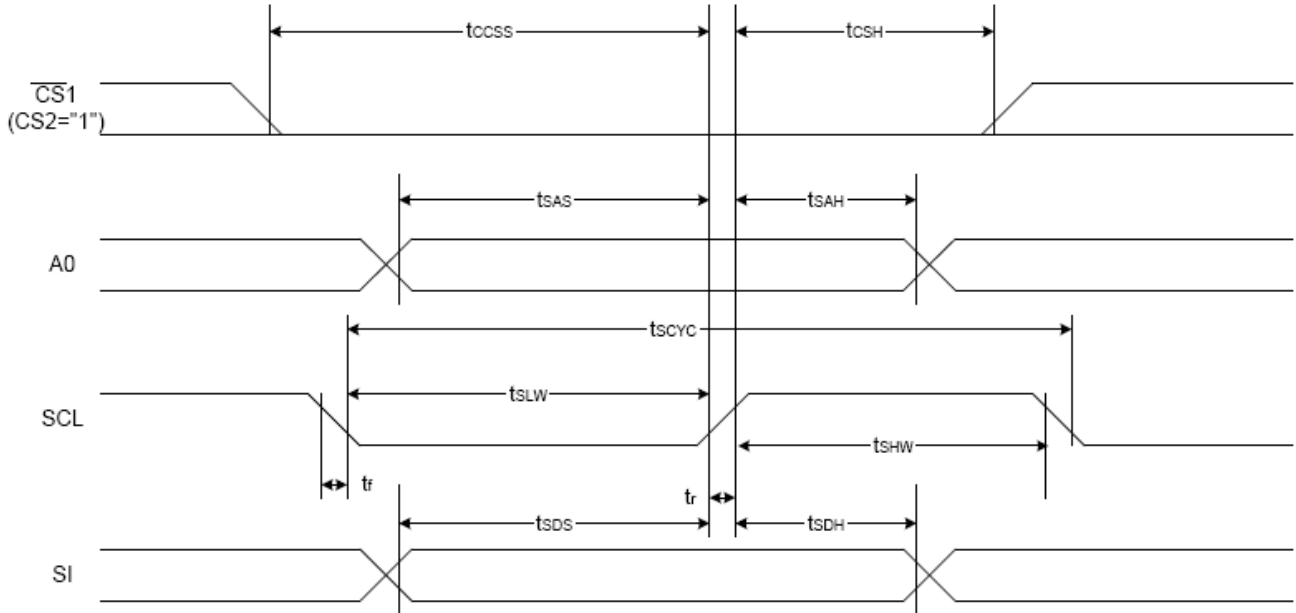 tCCSS
tCSH
CS1
(CS2="1")
tSAS
tSAH
A0
tSCYC
tSLW
SCL
tSHW
tf
tr
tSDS
tSDH
SI